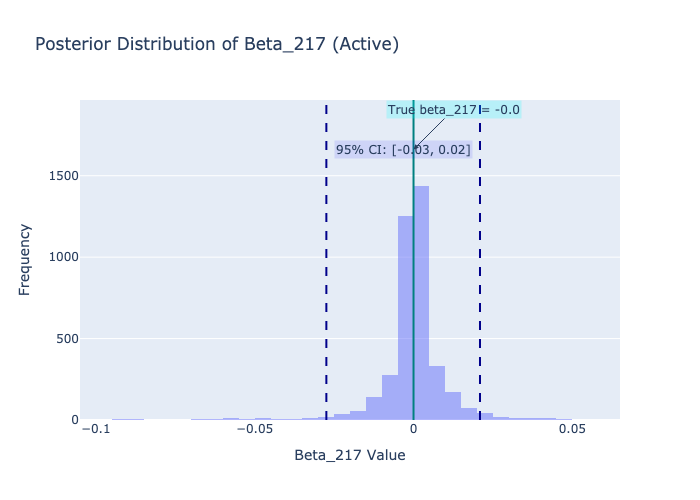 Posterior Distribution of Beta_217 (Active)
True beta_217 = -0.0
95% CI: [-0.03, 0.02]
1500
1000
500
0
Frequency
−0.1
−0.05
0
0.05
Beta_217 Value